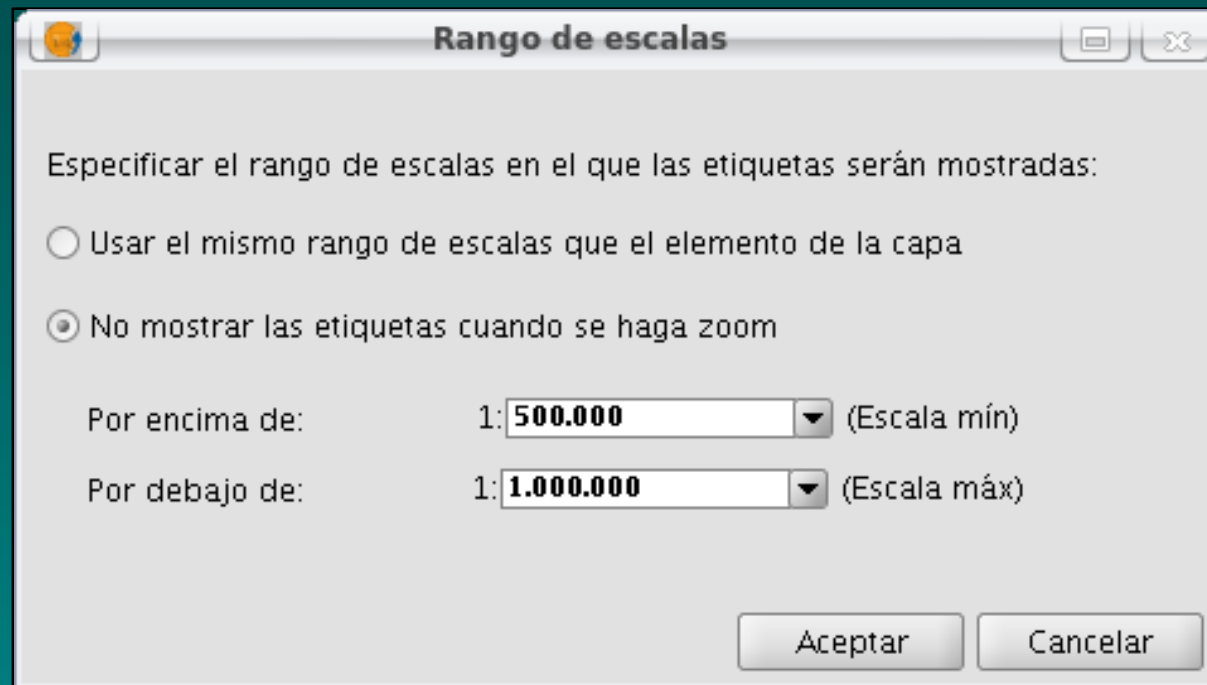 Rango de escalas
Especificar el rango de escalas en el que las etiquetas serán mostradas:
Usar el mismo rango de escalas que el elemento de la capa
No mostrar las etiquetas cuando se haga zoom
Por encima de: 1: 500.000 (Escala mín)
Por debajo de: 1: 1.000.000 (Escala máx)
Aceptar Cancelar